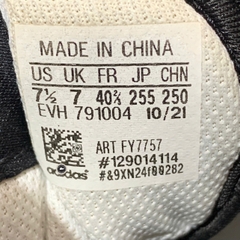 MADE IN CHINA
US UK FR JP CHN
7½ 7 40⅔ 255 250
EVH 791004 10/21
ART FY7757
#129014114
adidas
#&9XN24f00282